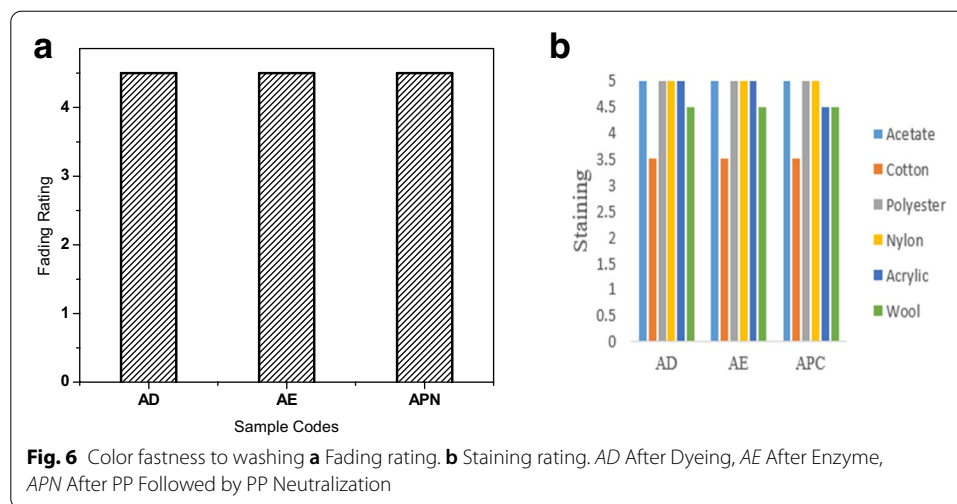 a
4
3
2
1
0
Fading Rating
AD AE APN
Sample Codes
b
5
4.5
4
3.5
3
2.5
2
1.5
1
0.5
0
Staining
AD AE APC
Acetate
Cotton
Polyester
Nylon
Acrylic
Wool
Fig. 6 Color fastness to washing a Fading rating. b Staining rating. AD After Dyeing, AE After Enzyme,
APN After PP Followed by PP Neutralization